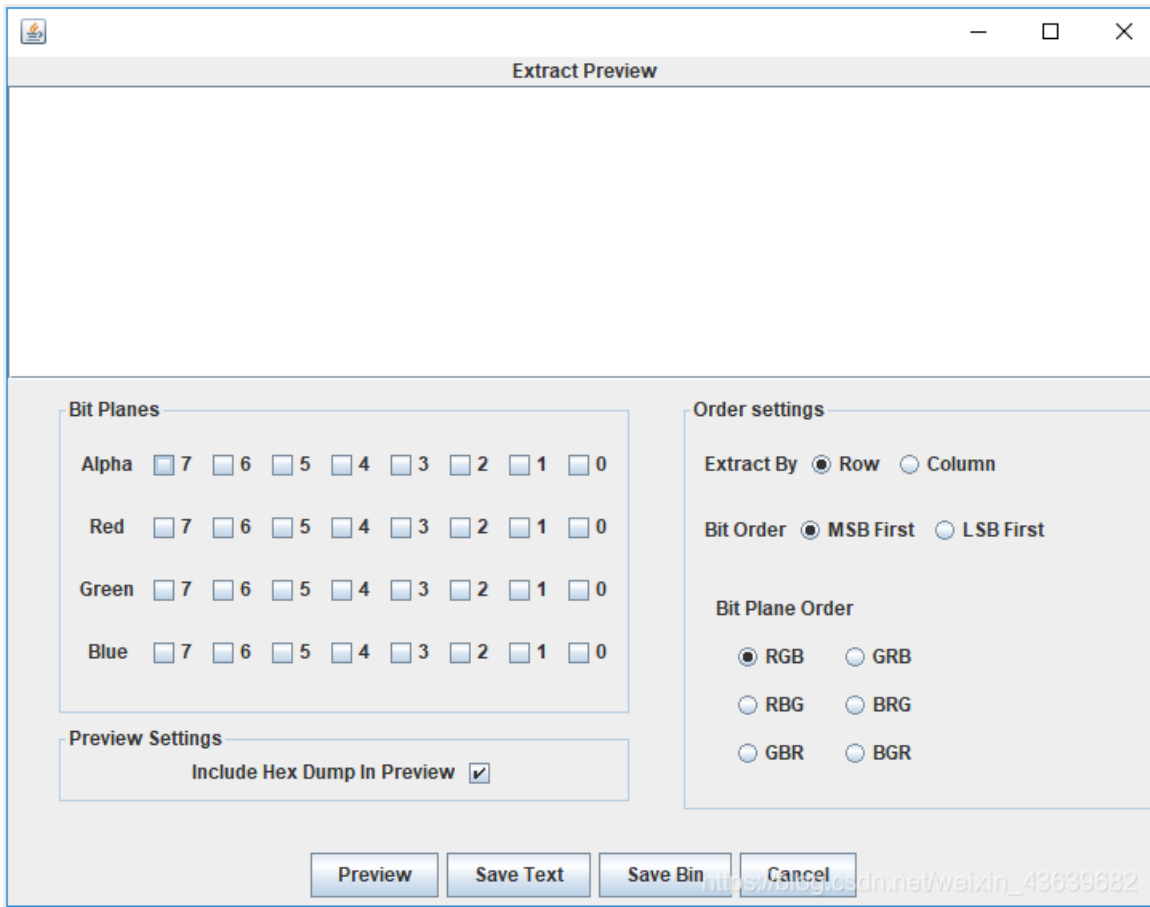 Extract Preview
Bit Planes
Alpha 7 6 5 4 3 2 1 0
Red 7 6 5 4 3 2 1 0
Green 7 6 5 4 3 2 1 0
Blue 7 6 5 4 3 2 1 0
Preview Settings
Include Hex Dump In Preview
Order settings
Extract By Row Column
Bit Order MSB First LSB First
Bit Plane Order
RGB GRB
RBG BRG
GBR BGR
Preview Save Text Save Bin Cancel
https://blog.csdn.net/weixin_43639682